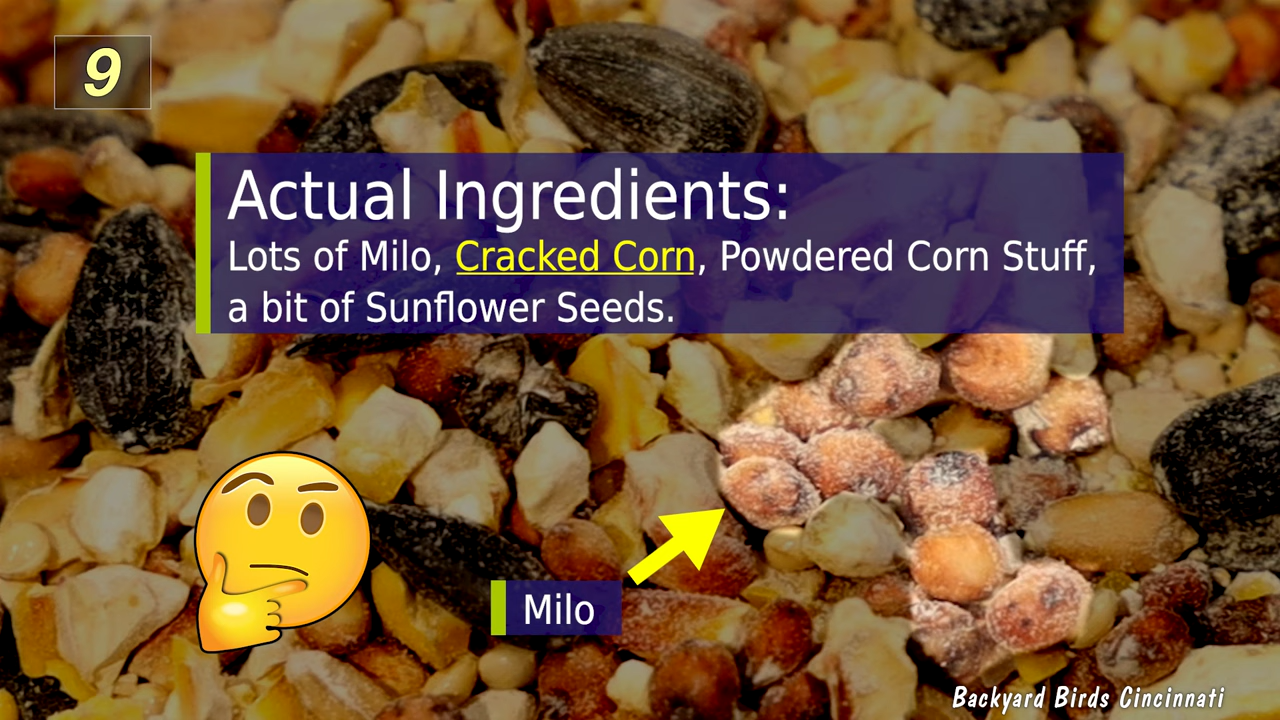 9
Actual Ingredients:
Lots of Milo, Cracked Corn, Powdered Corn Stuff,
a bit of Sunflower Seeds.
Milo
Backyard Birds Cincinnati